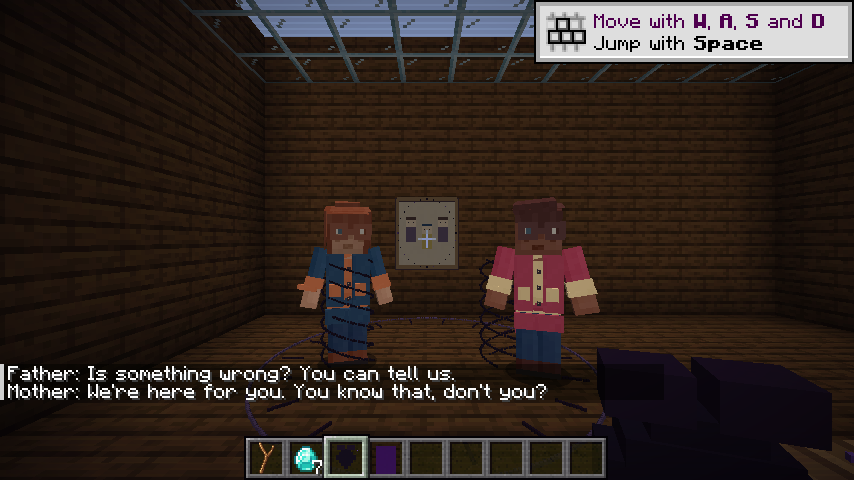 Move with W, A, S and D
Jump with Space
Father: Is something wrong? You can tell us.
Mother: We're here for you. You know that, don't you?
7